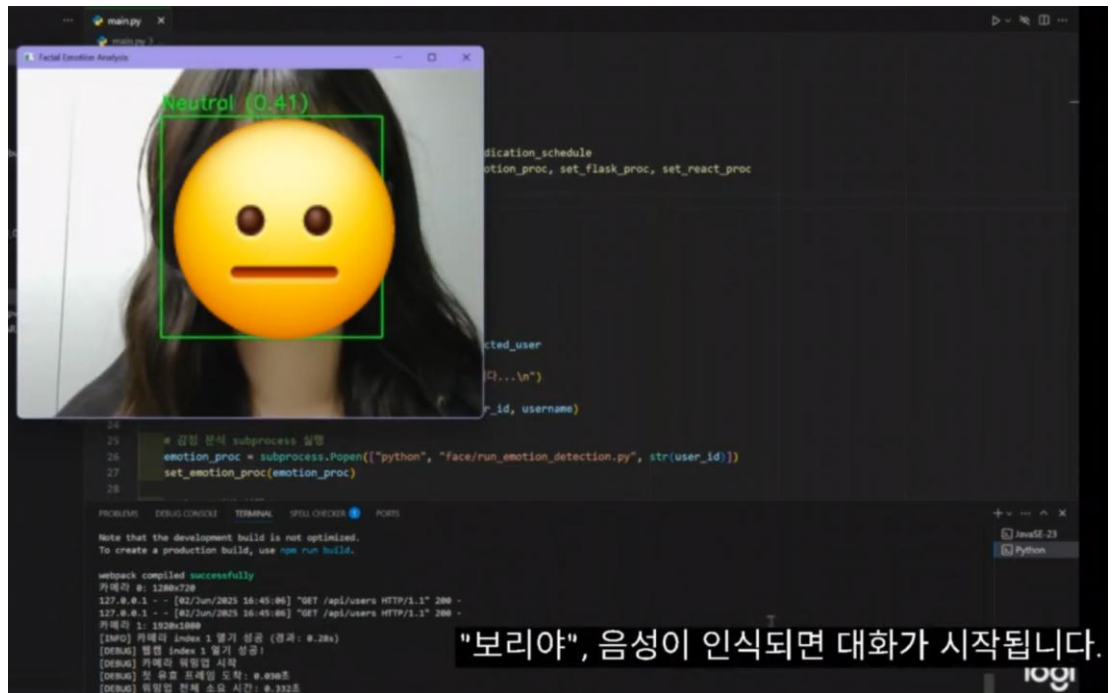 main.py
main.py
Facial Emotion Analysis
Neutral (0.41)
dication_schedule
otion_proc, set_flask_proc, set_react_proc
cted_user
다...\n")
r_id, username)
24
25 # 감정 분석 subprocess 실행
26 emotion_proc = subprocess.Popen(["python", "face/run_emotion_detection.py", str(user_id)])
27 set_emotion_proc(emotion_proc)
28
PROBLEMS DEBUG CONSOLE TERMINAL SPELL CHECKER 1 PORTS
JavaSE-23
Python
Note that the development build is not optimized.
To create a production build, use npm run build.
webpack compiled successfully
카메라 0: 1280x720
127.0.0.1 - - [02/Jun/2025 16:45:06] "GET /api/users HTTP/1.1" 200 -
127.0.0.1 - - [02/Jun/2025 16:45:06] "GET /api/users HTTP/1.1" 200 -
카메라 1: 1920x1080
[INFO] 카메라 index 1 열기 성공 (경과: 0.28s)
[DEBUG] 웹캠 index 1 열기 성공!
[DEBUG] 카메라 워밍업 시작
[DEBUG] 첫 유효 프레임 도착: 0.030초
[DEBUG] 워밍업 전체 소요 시간: 0.332초
"보리야", 음성이 인식되면 대화가 시작됩니다.
logi